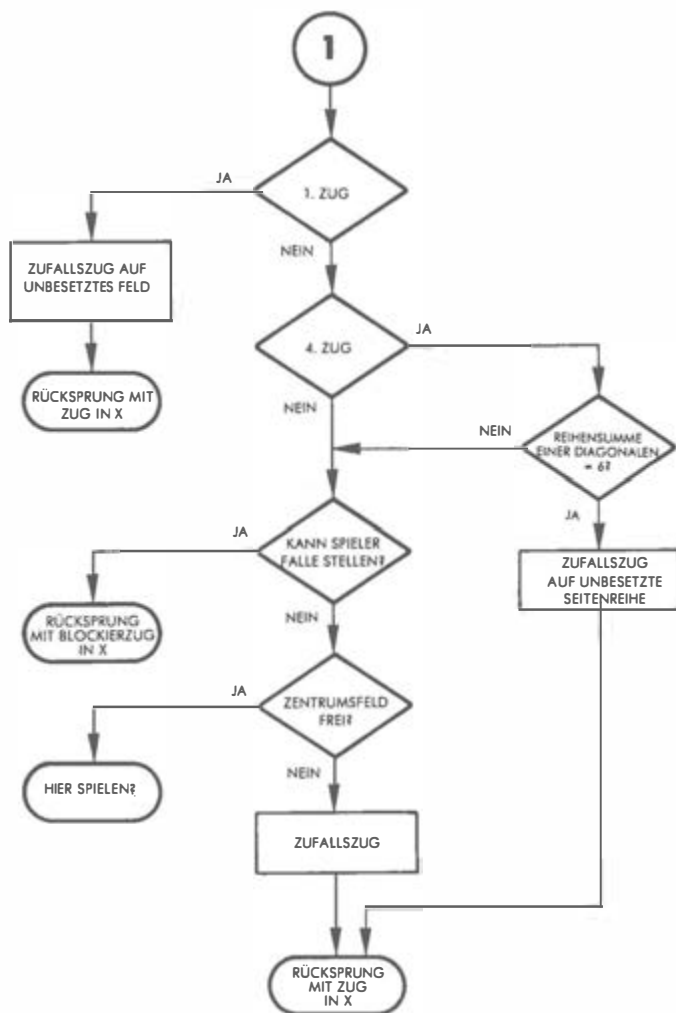 1
JA
1. ZUG
NEIN
ZUFALLSZUG AUF
UNBESETZTES FELD
4. ZUG
JA
RÜCKSPRUNG MIT
ZUG IN X
NEIN
NEIN
REIHENSUMME
EINER DIAGONALEN
= 6?
JA
JA
KANN SPIELER
FALLE STELLEN?
ZUFALLSZUG
AUF UNBESETZTE
SEITENREIHE
RÜCKSPRUNG
MIT BLOCKIERZUG
IN X
NEIN
JA
ZENTRUMSFELD
FREI?
HIER SPIELEN?
NEIN
ZUFALLSZUG
RÜCKSPRUNG
MIT ZUG
IN X